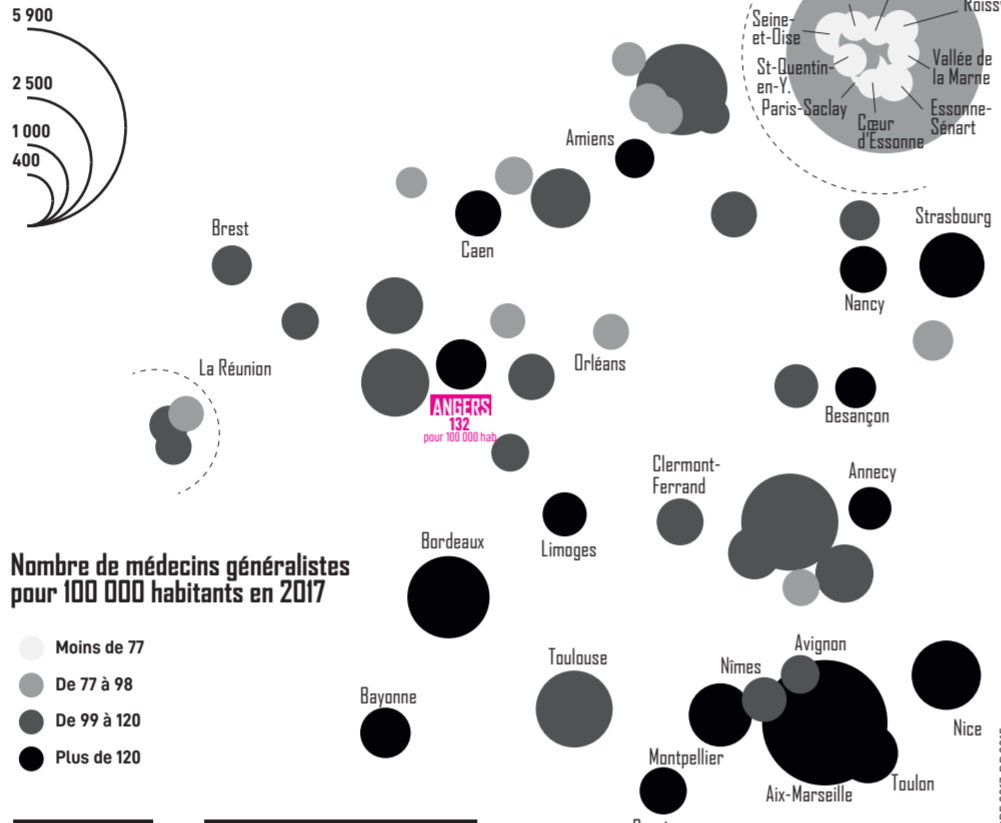 5 900
2 500
1 000
400
Seine-
et-Oise
St-Quentin-
en-Y.
Paris-Saclay
Cœur
d'Essonne
Essonne-
Sénart
Vallée de
la Marne
Roissy
Amiens
Caen
Brest
Strasbourg
Nancy
La Réunion
Orléans
ANGERS
132
pour 100 000 hab.
Besançon
Clermont-
Ferrand
Annecy
Limoges
Bordeaux
Nombre de médecins généralistes
pour 100 000 habitants en 2017
Moins de 77
De 77 à 98
De 99 à 120
Plus de 120
Toulouse
Bayonne
Avignon
Nîmes
Montpellier
Aix-Marseille
Toulon
Nice